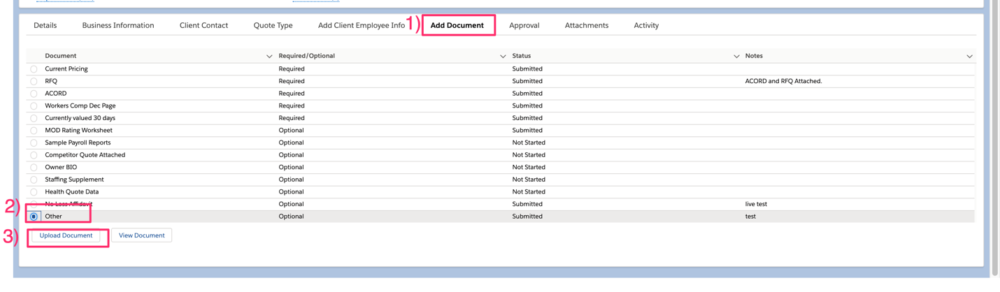 Details Business Information Client Contact Quote Type Add Client Employee Info 1) Add Document Approval Attachments Activity
Document Required/Optional Status Notes
Current Pricing Required Submitted
RFQ Required Submitted ACORD and RFQ Attached.
ACORD Required Submitted
Workers Comp Dec Page Required Submitted
Currently valued 30 days Required Submitted
MOD Rating Worksheet Optional Submitted
Sample Payroll Reports Optional Not Started
Competitor Quote Attached Optional Not Started
Owner BIO Optional Not Started
Staffing Supplement Optional Not Started
Health Quote Data Optional Not Started
No Loss Affidavit Optional Submitted live test
2) Other Optional Submitted test
3) Upload Document View Document